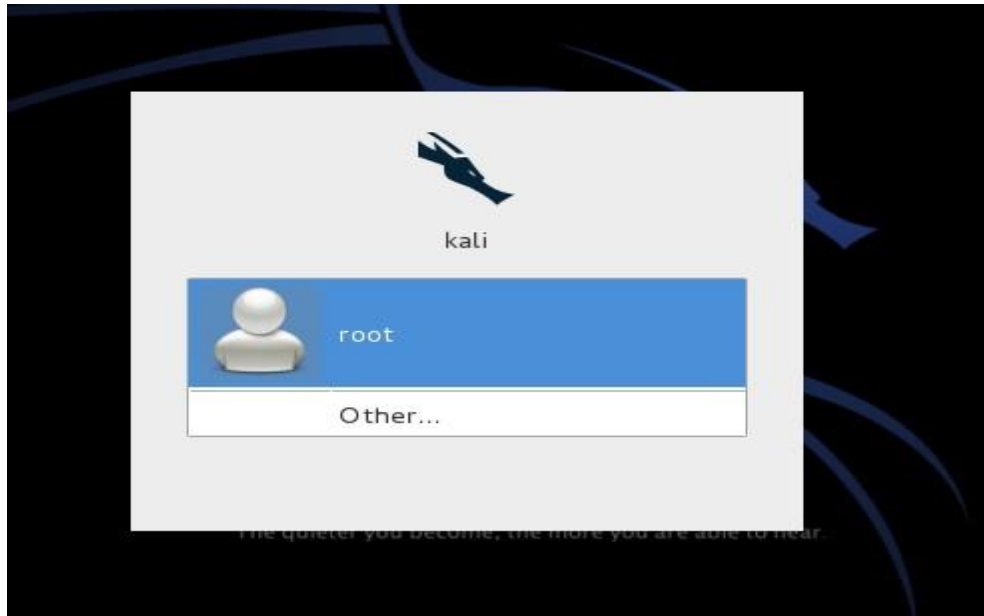 kali
root
Other...
The quieter you become, the more you are able to hear.